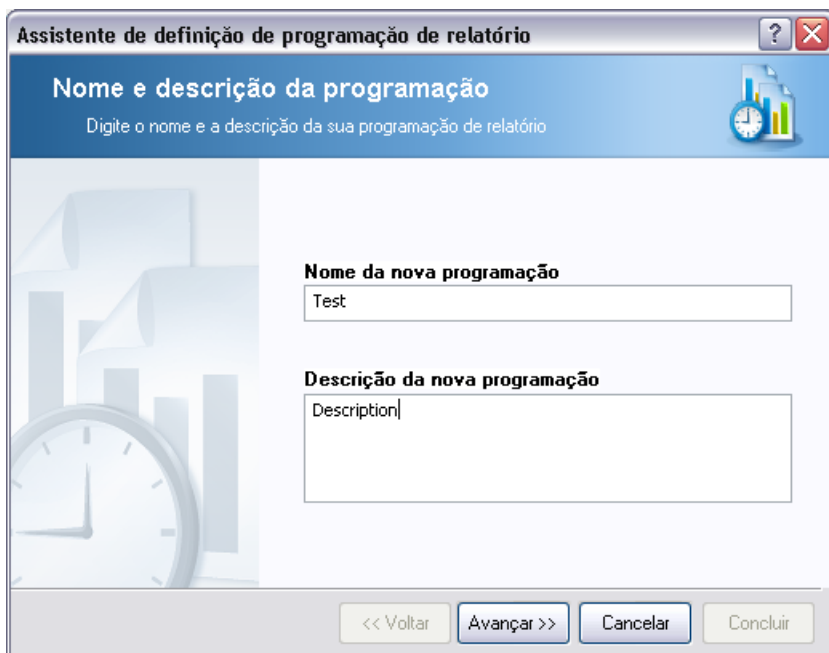 Assistente de definição de programação de relatório
?
Nome e descrição da programação
Digite o nome e a descrição da sua programação de relatório
Nome da nova programação
Test
Descrição da nova programação
Description
<< Voltar Avançar >> Cancelar Concluir